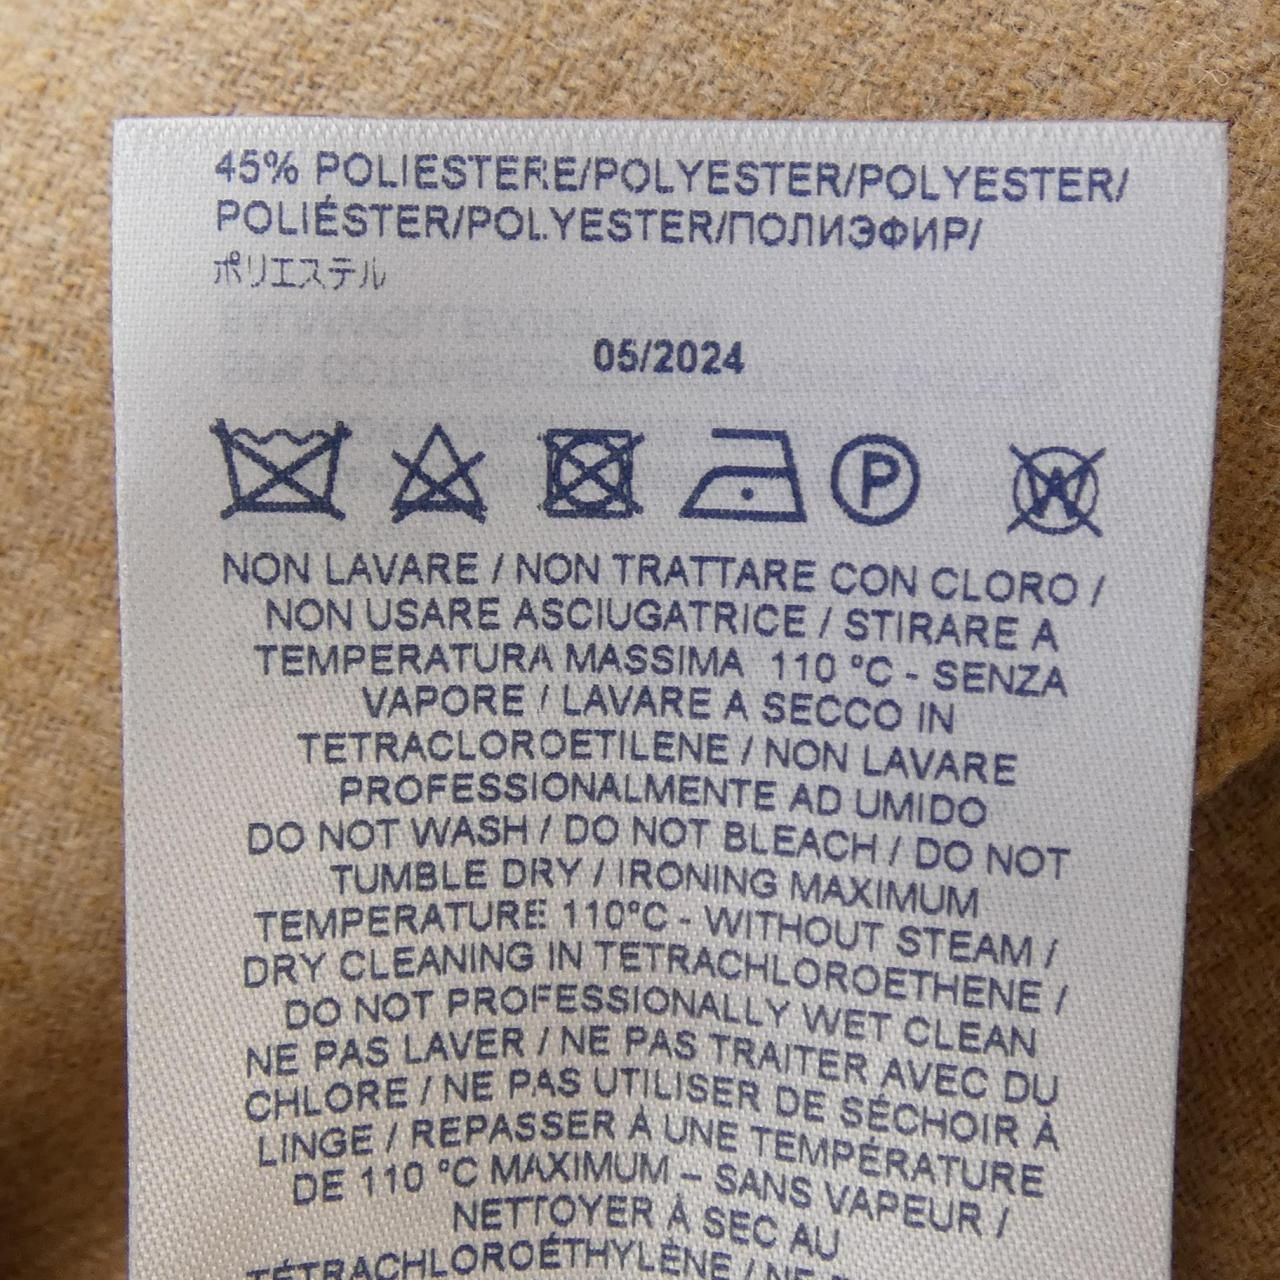 45% POLIESTERE/POLYESTER/POLYESTER/
POLIÉSTER/POLYESTER/ПОЛИЭФИР/
ポリエステル
05/2024
P W
NON LAVARE / NON TRATTARE CON CLORO /
NON USARE ASCIUGATRICE / STIRARE A
TEMPERATURA MASSIMA 110 °C - SENZA
VAPORE / LAVARE A SECCO IN
TETRACLOROETILENE / NON LAVARE
PROFESSIONALMENTE AD UMIDO
DO NOT WASH / DO NOT BLEACH / DO NOT
TUMBLE DRY / IRONING MAXIMUM
TEMPERATURE 110°C - WITHOUT STEAM /
DRY CLEANING IN TETRACHLOROETHENE /
DO NOT PROFESSIONALLY WET CLEAN
NE PAS LAVER / NE PAS TRAITER AVEC DU
CHLORE / NE PAS UTILISER DE SÉCHOIR À
LINGE / REPASSER À UNE TEMPÉRATURE
DE 110 °C MAXIMUM – SANS VAPEUR /
NETTOYER À SEC AU
TÉTRACHLOROÉTHYLÈNE / NE